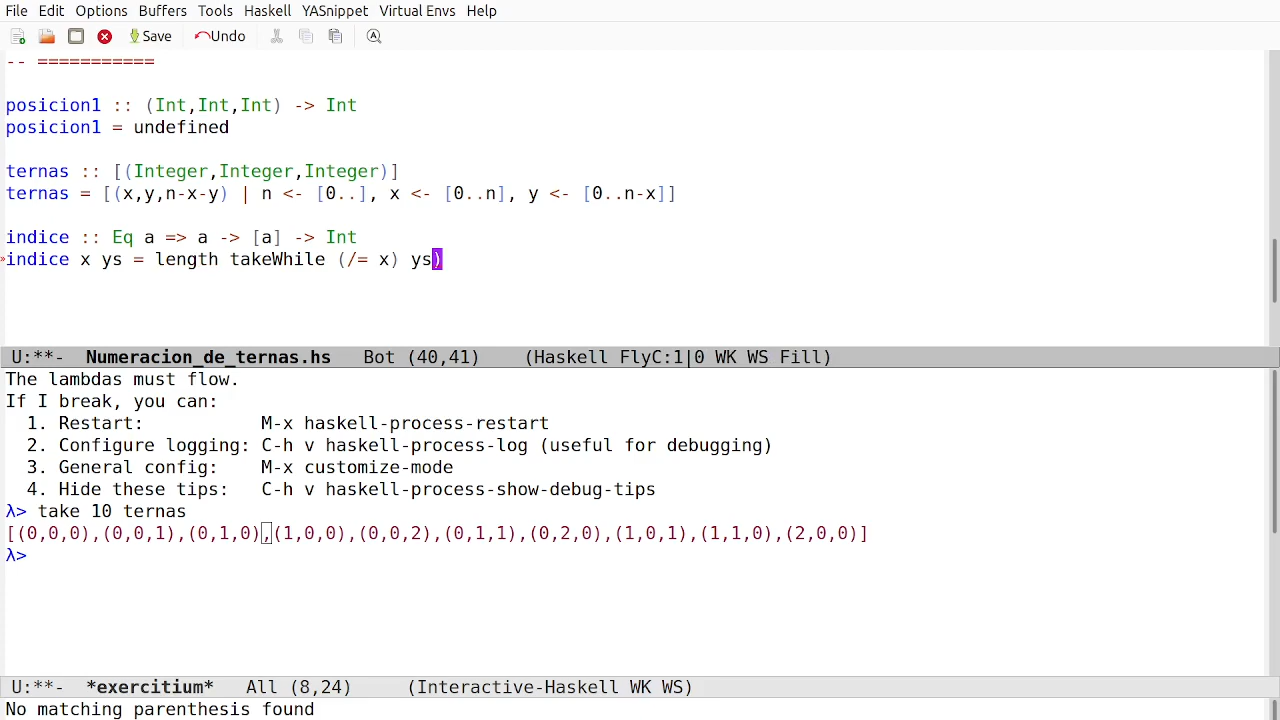 File Edit Options Buffers Tools Haskell YASnippet Virtual Envs Help
Save Undo
-- ===========
posicion1 :: (Int,Int,Int) -> Int
posicion1 = undefined
ternas :: [(Integer,Integer,Integer)]
ternas = [(x,y,n-x-y) | n <- [0..], x <- [0..n], y <- [0..n-x]]
indice :: Eq a => a -> [a] -> Int
indice x ys = length takeWhile (/= x) ys)
U:**-  Numeracion_de_ternas.hs   Bot (40,41)    (Haskell FlyC:1|0 WK WS Fill)
The lambdas must flow.
If I break, you can:
  1. Restart:           M-x haskell-process-restart
  2. Configure logging: C-h v haskell-process-log (useful for debugging)
  3. General config:    M-x customize-mode
  4. Hide these tips:   C-h v haskell-process-show-debug-tips
λ> take 10 ternas
[(0,0,0),(0,0,1),(0,1,0),(1,0,0),(0,0,2),(0,1,1),(0,2,0),(1,0,1),(1,1,0),(2,0,0)]
λ>
U:**-  *exercitium*   All (8,24)     (Interactive-Haskell WK WS)
No matching parenthesis found